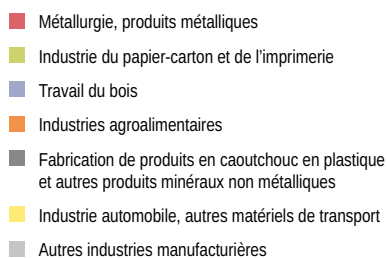 Métallurgie, produits métalliques
Industrie du papier-carton et de l’imprimerie
Travail du bois
Industries agroalimentaires
Fabrication de produits en caoutchouc en plastique
et autres produits minéraux non métalliques
Industrie automobile, autres matériels de transport
Autres industries manufacturières